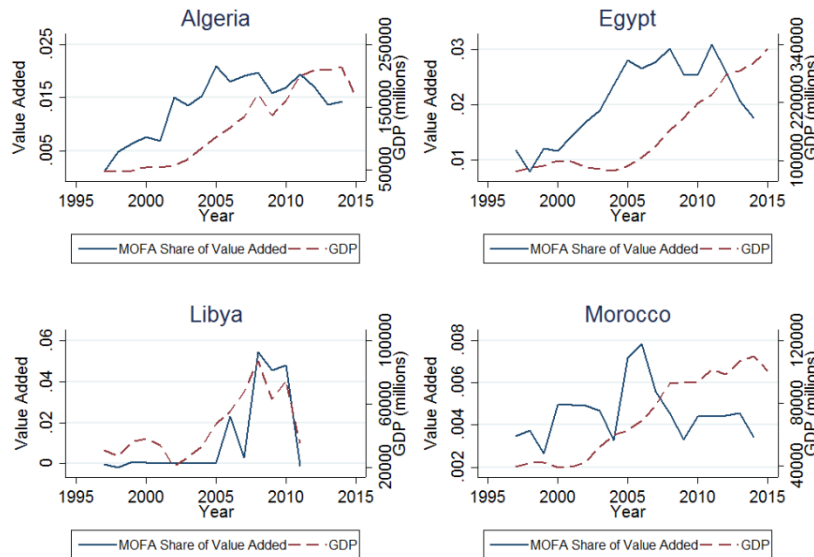 Algeria
Value Added
.005 .015 .025
50000 150000 250000
GDP (millions)
1995 2000 2005 2010 2015
Year
MOFA Share of Value Added GDP
Egypt
Value Added
.01 .02 .03
100000 220000 340000
GDP (millions)
1995 2000 2005 2010 2015
Year
MOFA Share of Value Added GDP
Libya
Value Added
0 .02 .04 .06
20000 60000 100000
GDP (millions)
1995 2000 2005 2010 2015
Year
MOFA Share of Value Added GDP
Morocco
Value Added
.002 .004 .006 .008
40000 80000 120000
GDP (millions)
1995 2000 2005 2010 2015
Year
MOFA Share of Value Added GDP